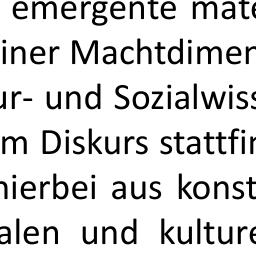 emergente mate
iner Machtdimen
ur- und Sozialwiss
m Diskurs stattfin
hierbei aus konst
alen und kulture